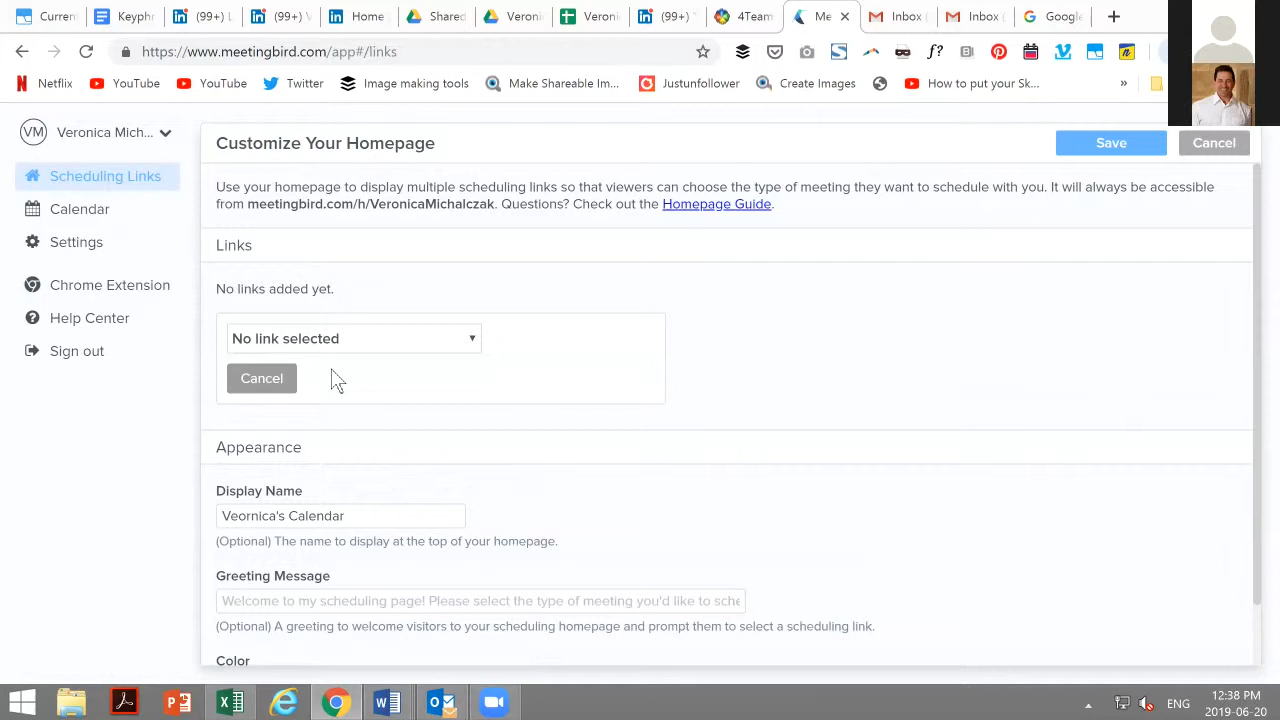 Current
Keyphr
(99+) L
(99+) V
Home
Shared
Veron
Veroni
(99+)
4Team
Me
Inbox (
Inbox (
Google
https://www.meetingbird.com/app#/links
Netflix
YouTube
YouTube
Twitter
Image making tool
Make Shareable Im...
Justunfollower
Create Images
How to put your Sk...
»
VM
Veronica Mich...
Scheduling Links
Calendar
Settings
Chrome Extension
Help Center
Sign out
Customize Your Homepage
Save
Cancel
Use your homepage to display multiple scheduling links so that viewers can choose the type of meeting they want to schedule with you. It will always be accessible
from meetingbird.com/h/VeronicaMichalczak. Questions? Check out the Homepage Guide.
Links
No links added yet.
No link selected
Cancel
Appearance
Display Name
Veornica's Calendar
(Optional) The name to display at the top of your homepage.
Greeting Message
Welcome to my scheduling page! Please select the type of meeting you'd like to sche
(Optional) A greeting to welcome visitors to your scheduling homepage and prompt them to select a scheduling link.
Color
ENG
12:38 PM
2019-06-20